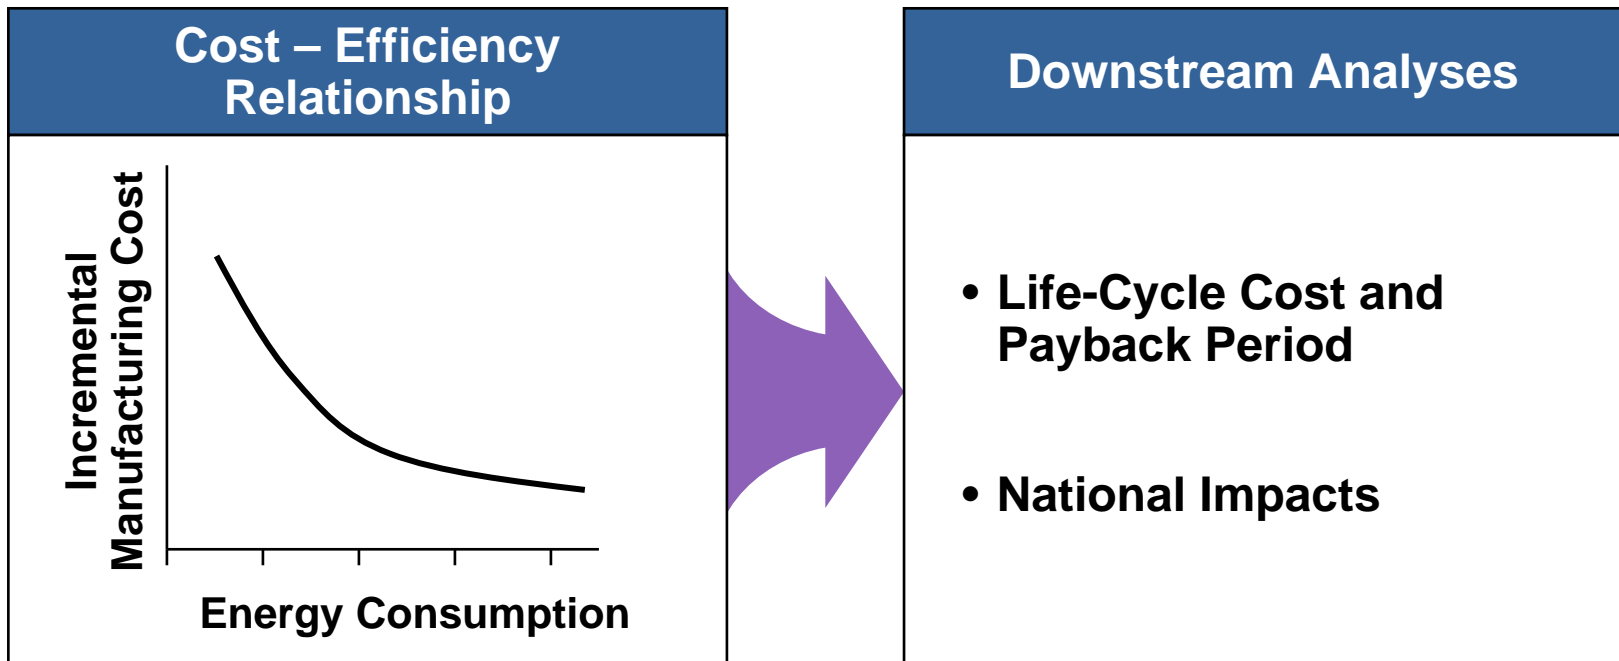 Cost – Efficiency
Relationship
Incremental
Manufacturing Cost
Energy Consumption
Downstream Analyses
• Life-Cycle Cost and
Payback Period
• National Impacts